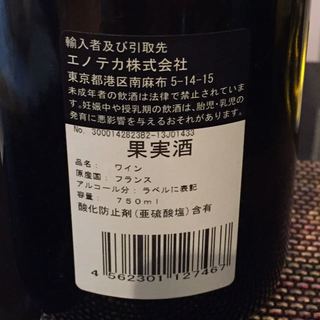 輸入者及び引取先
エノテカ株式会社
東京都港区南麻布5-14-15
未成年者の飲酒は法律で禁止されていま
す。妊娠中や授乳期の飲酒は、胎児・乳児の
発育に悪影響を与えるおそれがあります。
No. 3000142823B2-13J01433
果実酒
品名: ワイン
原産国: フランス
アルコール分: ラベルに表記
容量 750ml
酸化防止剤(亜硫酸塩)含有
4 562301 127467